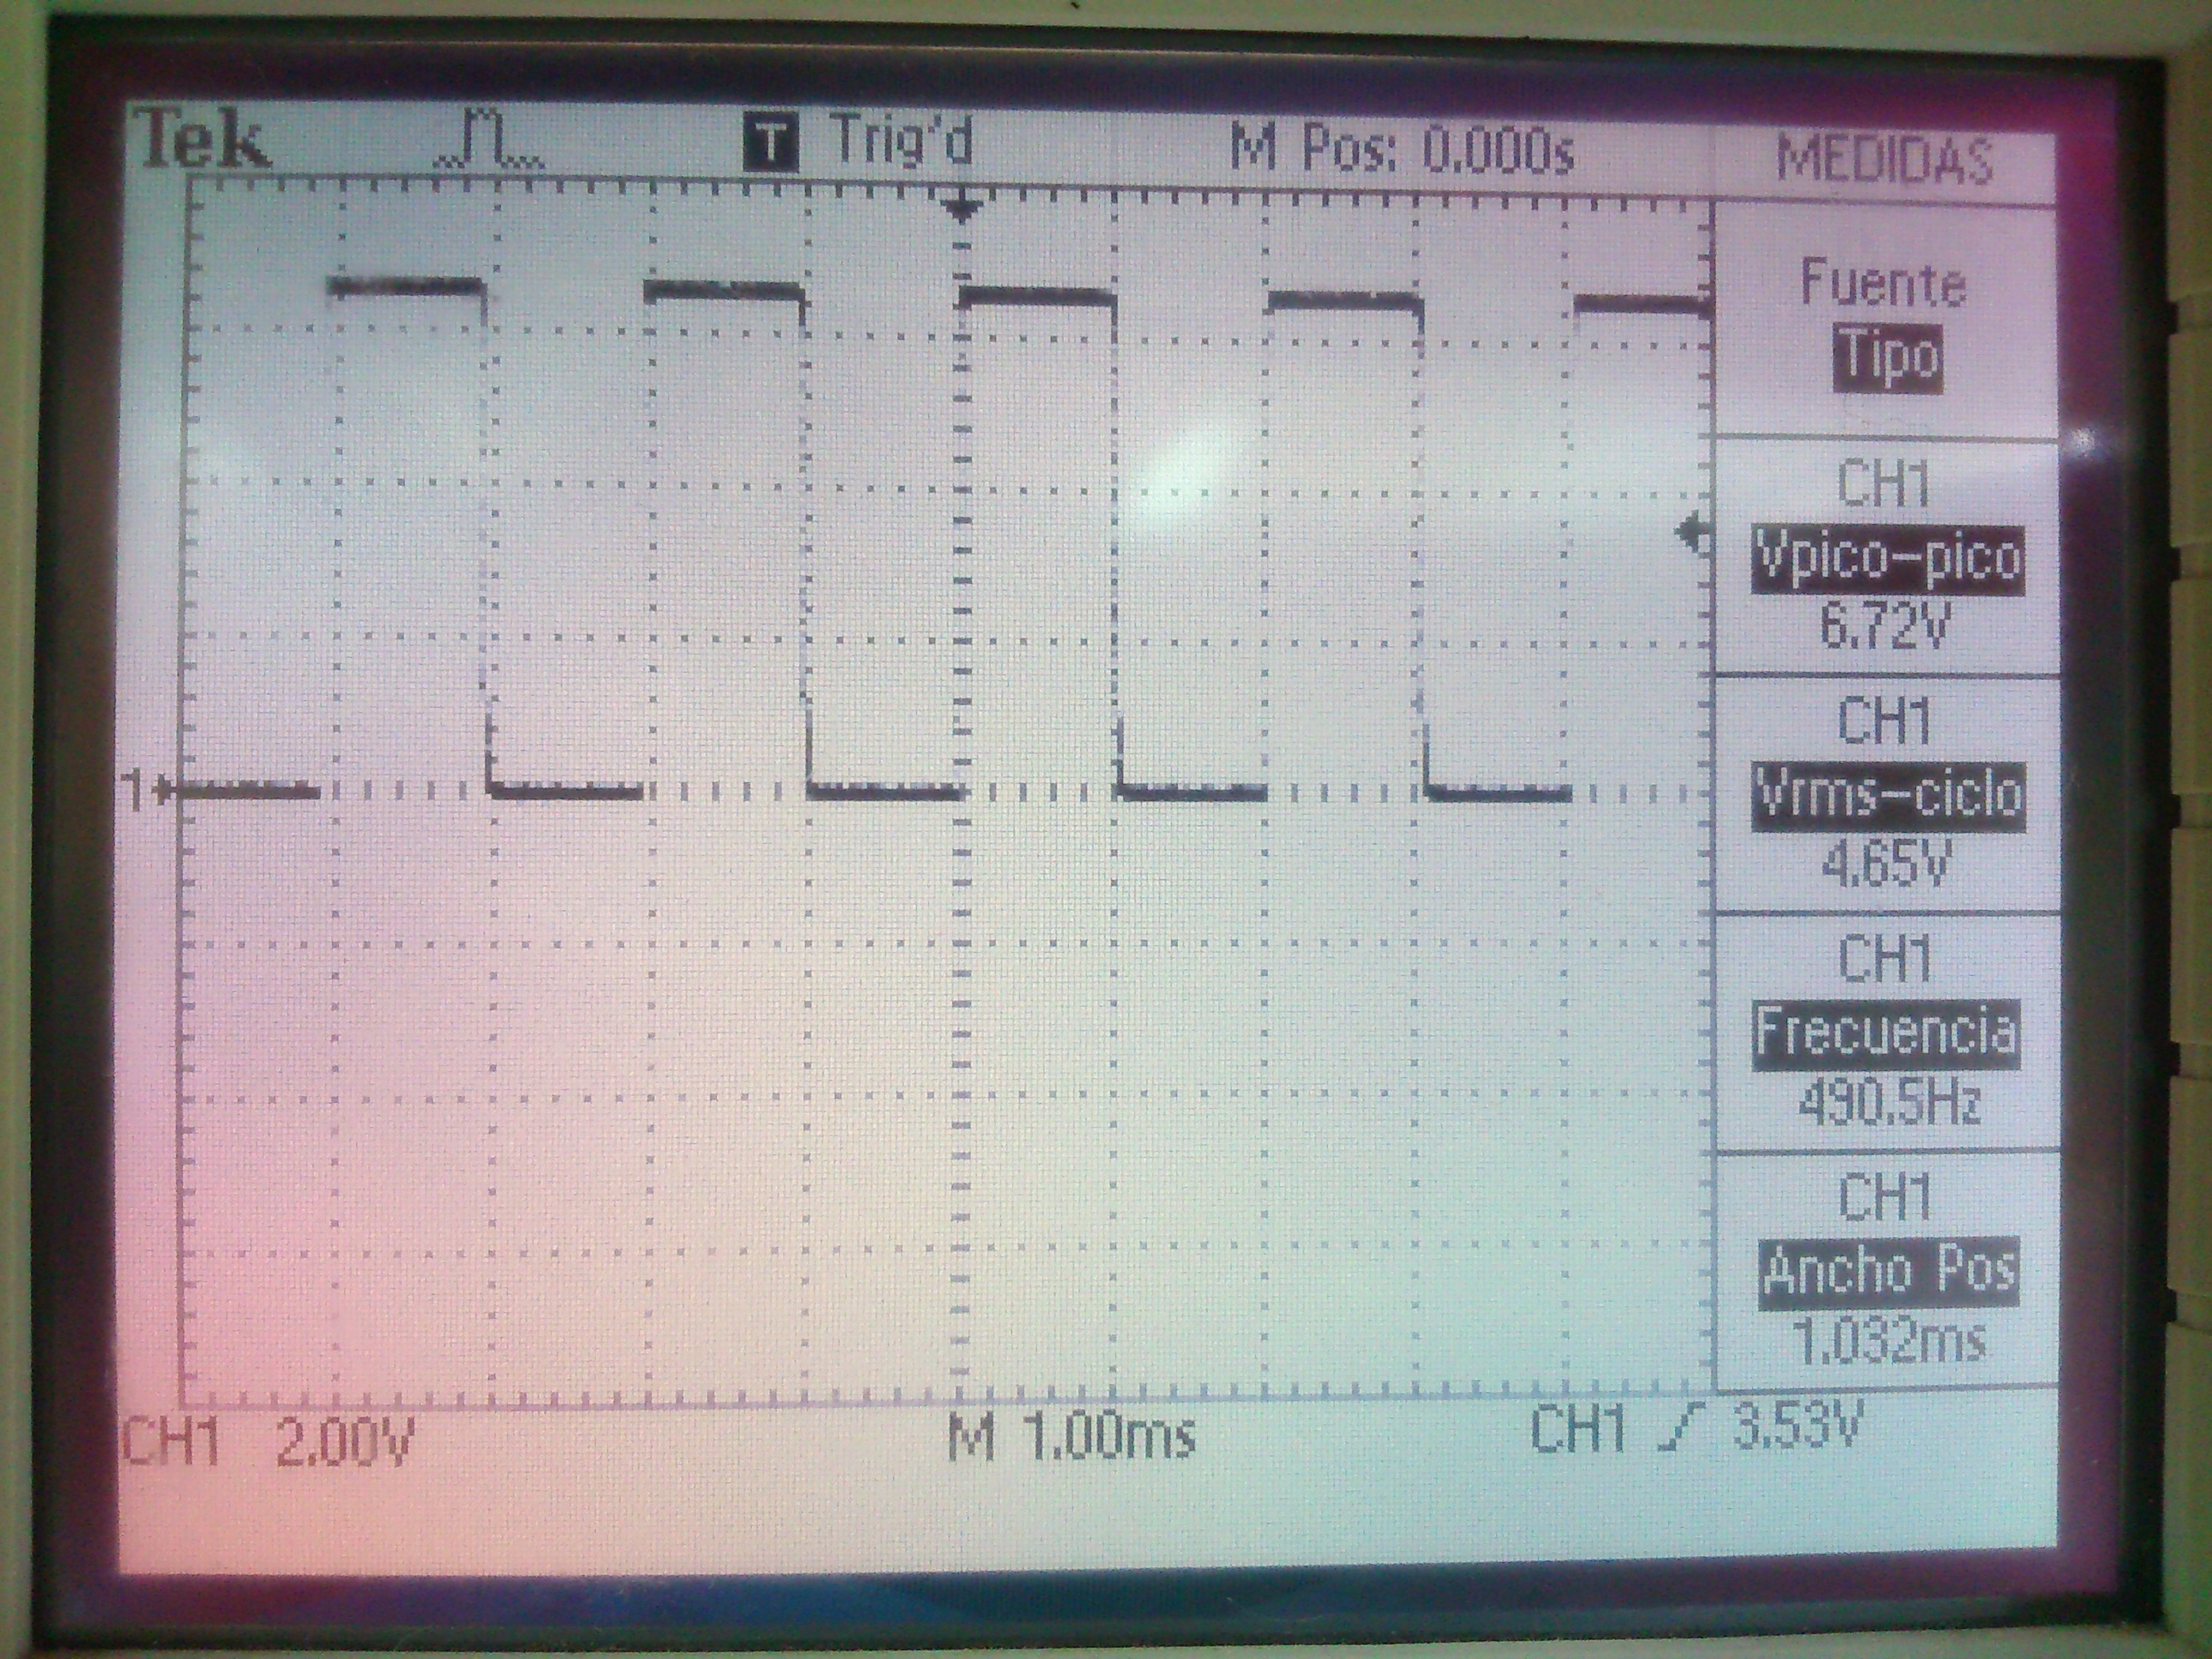 Tek T Trig'd M Pos: 0.000s MEDIDAS
Fuente
Tipo
CH1
Vpico-pico
6.72V
CH1
Vrms-ciclo
4.65V
CH1
Frecuencia
490.5Hz
CH1
Ancho Pos
1.032ms
1
CH1 2.00V M 1.00ms CH1 3.53V